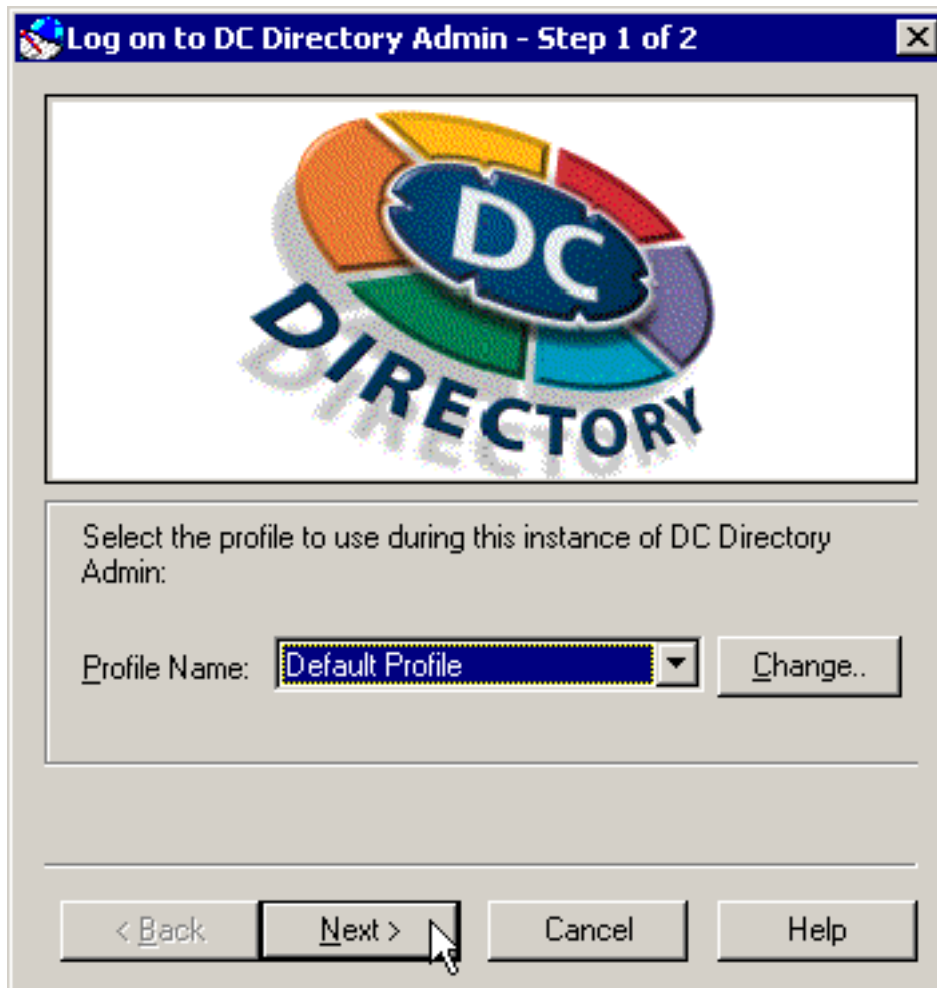 Log on to DC Directory Admin - Step 1 of 2
DC
DIRECTORY
Select the profile to use during this instance of DC Directory
Admin:
Profile Name: Default Profile Change..
< Back Next > Cancel Help